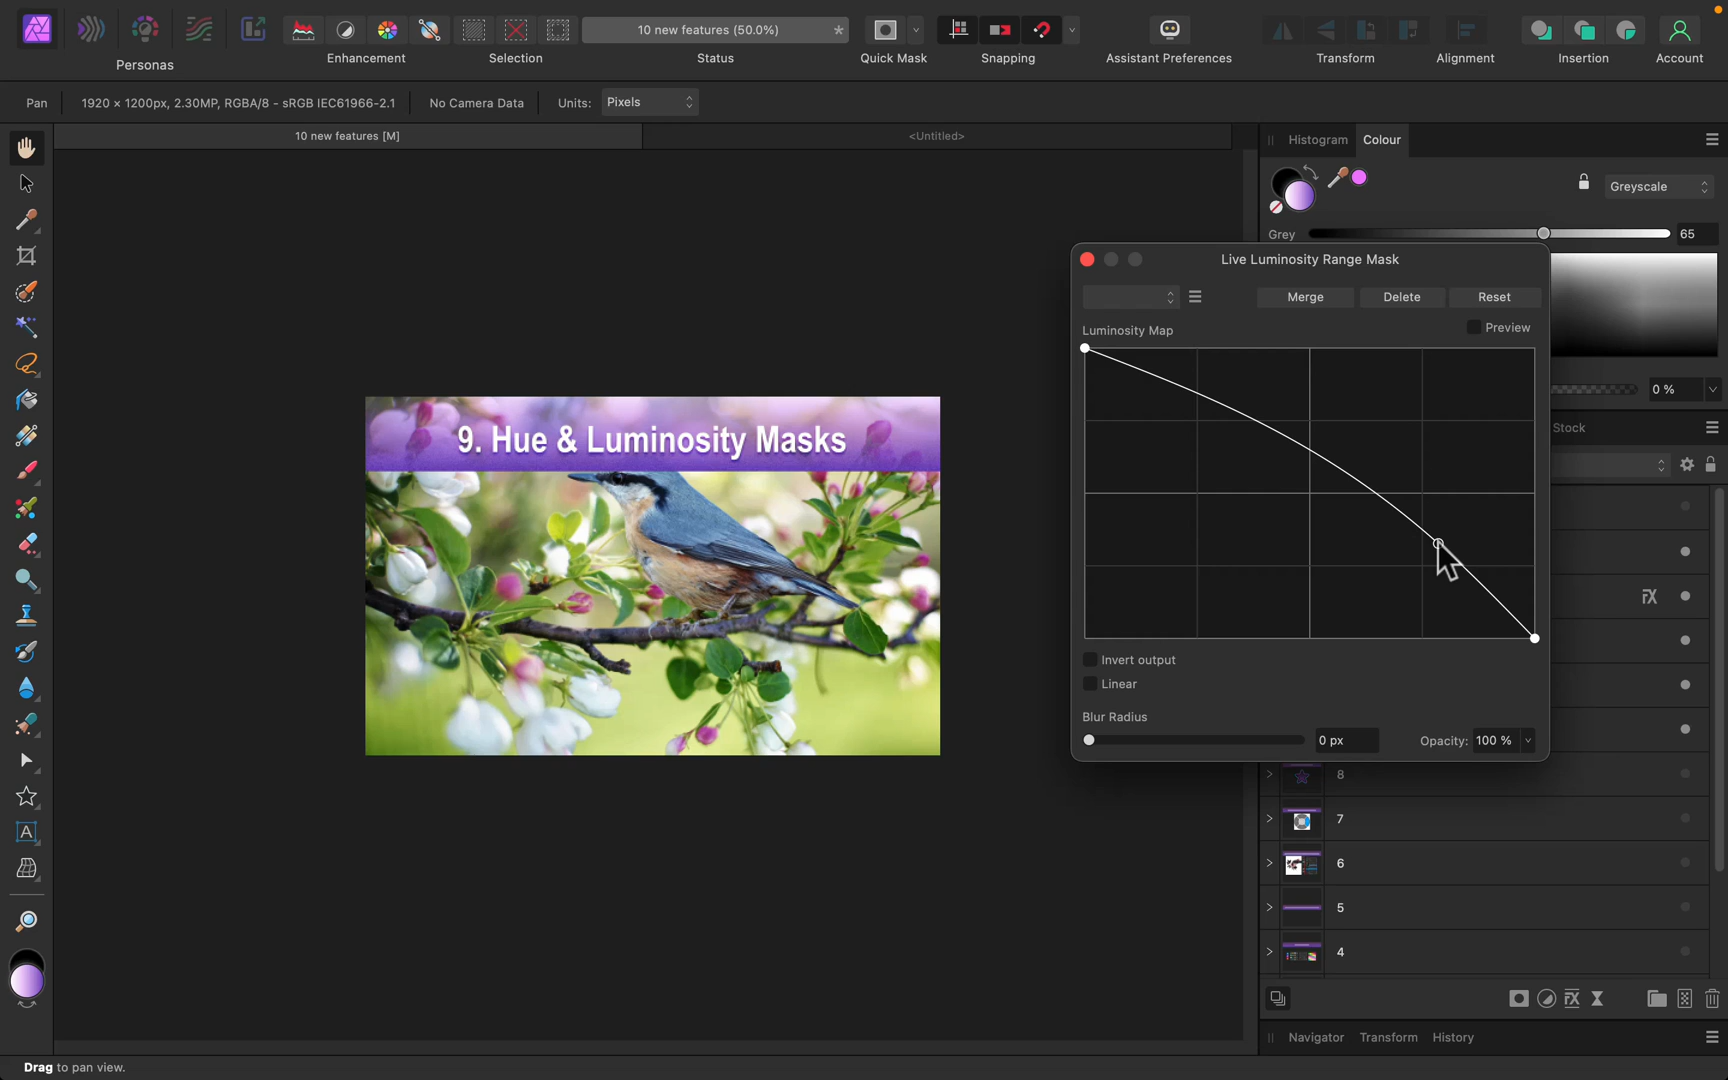 10 new features (50.0%)
*
Personas
Enhancement
Selection
Status
Quick Mask
Snapping
Assistant Preferences
Transform
Alignment
Insertion
Account
Pan
1920 × 1200px, 2.30MP, RGBA/8 - sRGB IEC61966-2.1
No Camera Data
Units:
Pixels
10 new features [M]
<Untitled>
Histogram
Colour
Greyscale
Grey
65
Live Luminosity Range Mask
Merge
Delete
Reset
Luminosity Map
Preview
0 %
Stock
9. Hue & Luminosity Masks
FX
Invert output
Linear
Blur Radius
0 px
Opacity: 100 %
8
7
6
5
4
A
FX
Navigator
Transform
History
Drag to pan view.